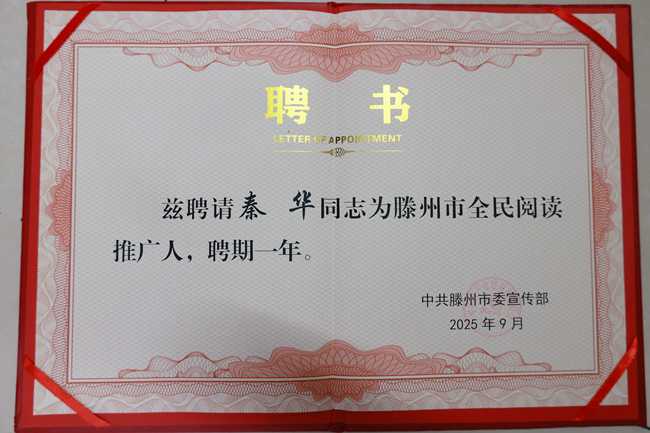 聘 书
LETTER OF APPOINTMENT
兹聘请秦 华同志为滕州市全民阅读
推广人，聘期一年。
中共滕州市委宣传部
2025年9月